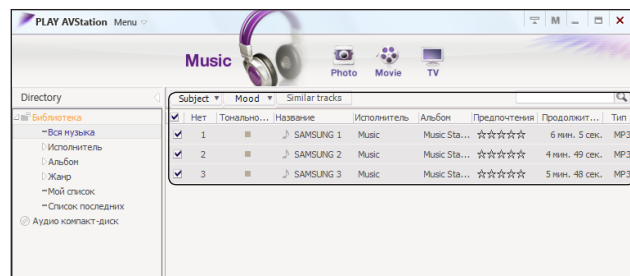 PLAY AVStation Menu
M
Music
Photo Movie TV
Directory
Subject Mood Similar tracks
Библиотека
Нет Тонально... Название Исполнитель Альбом Предпочтения Продолжит... Тип
Вся музыка
1 SAMSUNG 1 Music Music Sta... ☆☆☆☆☆ 6 мин. 5 сек. MP3
Исполнитель
2 SAMSUNG 2 Music Music Sta... ☆☆☆☆☆ 4 мин. 49 сек. MP3
Альбом
3 SAMSUNG 3 Music Music Sta... ☆☆☆☆☆ 5 мин. 48 сек. MP3
Жанр
Мой список
Список последних
Аудио компакт-диск